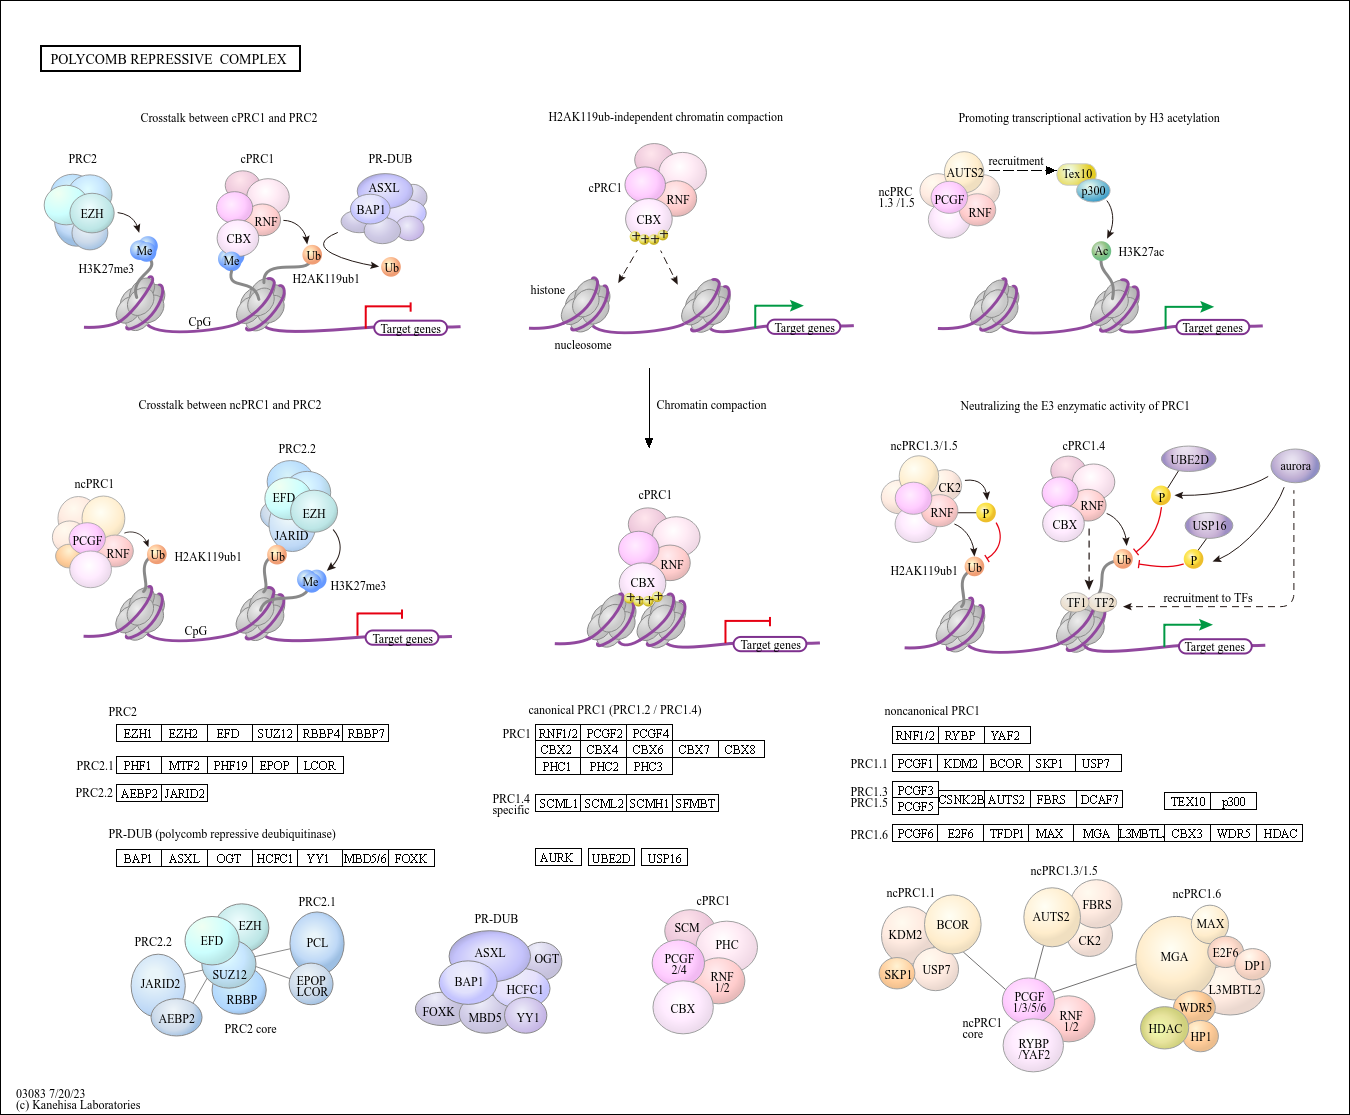 POLYCOMB REPRESSIVE COMPLEX
Crosstalk between cPRC1 and PRC2
PRC2
cPRC1
PR-DUB
EZH
RNF
CBX
ASXL
BAP1
Me
Me
Ub
Ub
H3K27me3
H2AK119ub1
CpG
Target genes
H2AK119ub-independent chromatin compaction
cPRC1
RNF
CBX
++++
histone
nucleosome
Target genes
Chromatin compaction
cPRC1
RNF
CBX
++++
Target genes
Promoting transcriptional activation by H3 acetylation
ncPRC
1.3 /1.5
AUTS2
PCGF
RNF
recruitment
Tex10
p300
Ac
H3K27ac
Target genes
Crosstalk between ncPRC1 and PRC2
ncPRC1
PCGF
RNF
Ub
H2AK119ub1
PRC2.2
EFD
EZH
JARID
Ub
Me
H3K27me3
CpG
Target genes
Neutralizing the E3 enzymatic activity of PRC1
ncPRC1.3/1.5
CK2
RNF
P
Ub
H2AK119ub1
cPRC1.4
RNF
CBX
UBE2D
P
aurora
USP16
P
Ub
TF1
TF2
recruitment to TFs
Target genes
PRC2
EZH1 EZH2 EFD SUZ12 RBBP4 RBBP7
PRC2.1 PHF1 MTF2 PHF19 EPOP LCOR
PRC2.2 AEBP2 JARID2
PR-DUB (polycomb repressive deubiquitinase)
BAP1 ASXL OGT HCFC1 YY1 MBD5/6 FOXK
canonical PRC1 (PRC1.2 / PRC1.4)
PRC1 RNF1/2 PCGF2 PCGF4
CBX2 CBX4 CBX6 CBX7 CBX8
PHC1 PHC2 PHC3
PRC1.4
specific
SCML1 SCML2 SCMH1 SFMBT
AURK UBE2D USP16
noncanonical PRC1
RNF1/2 RYBP YAF2
PRC1.1 PCGF1 KDM2 BCOR SKP1 USP7
PRC1.3 PCGF3
PRC1.5 PCGF5
CSNK2B AUTS2 FBRS DCAF7
TEX10 p300
PRC1.6 PCGF6 E2F6 TFDP1 MAX MGA L3MBTL CBX3 WDR5 HDAC
PRC2.1
PRC2.2
EZH
EFD
PCL
SUZ12
JARID2
EPOP
LCOR
RBBP
AEBP2
PRC2 core
PR-DUB
ASXL
OGT
BAP1
HCFC1
FOXK
MBD5
YY1
cPRC1
SCM
PHC
PCGF
2/4
RNF
1/2
CBX
ncPRC1.1
KDM2
BCOR
SKP1
USP7
ncPRC1.3/1.5
AUTS2
FBRS
CK2
ncPRC1.6
MAX
MGA
E2F6
DP1
L3MBTL2
WDR5
HDAC
HP1
PCGF
1/3/5/6
RNF
1/2
ncPRC1
core
RYBP
/YAF2
03083 7/20/23
(c) Kanehisa Laboratories